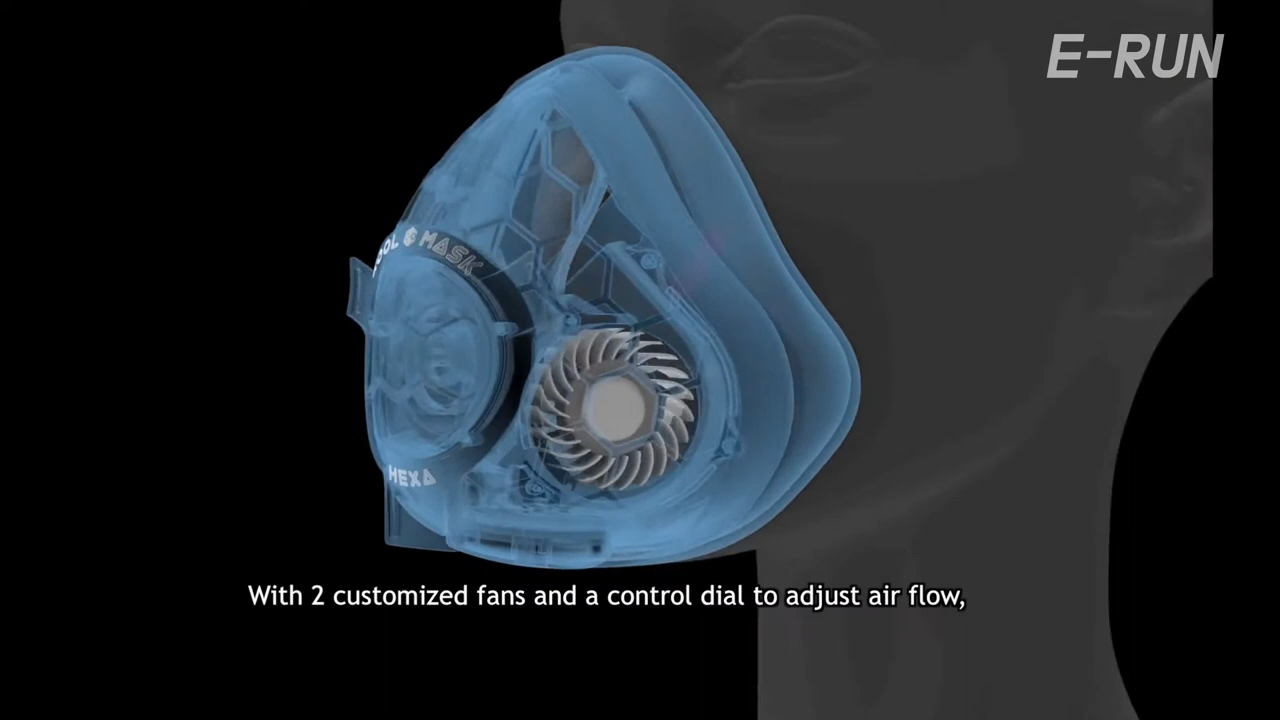 E-RUN
MASK
HEXA
With 2 customized fans and a control dial to adjust air flow,